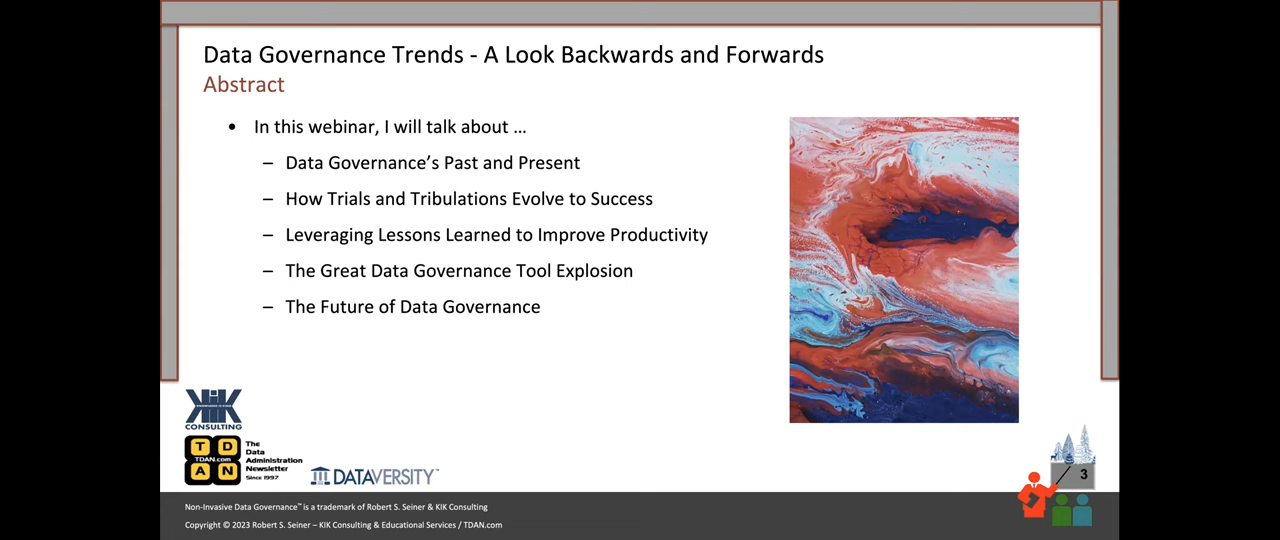 Data Governance Trends - A Look Backwards and Forwards
Abstract
• In this webinar, I will talk about …
– Data Governance’s Past and Present
– How Trials and Tribulations Evolve to Success
– Leveraging Lessons Learned to Improve Productivity
– The Great Data Governance Tool Explosion
– The Future of Data Governance
KIK
CONSULTING
T D
TDAN.com
A N
The
Data
Administration
Newsletter
Since 1997
DATAVERSITY™
3
Non-Invasive Data Governance™ is a trademark of Robert S. Seiner & KIK Consulting
Copyright © 2023 Robert S. Seiner – KIK Consulting & Educational Services / TDAN.com